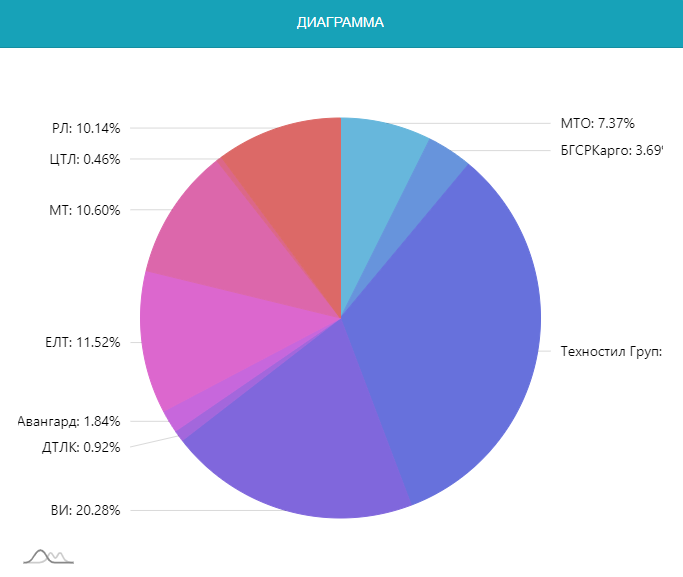 ДИАГРАММА
МТО: 7.37%
БГСРКарго: 3.69
Техностил Груп:
РЛ: 10.14%
ЦТЛ: 0.46%
МТ: 10.60%
ЕЛТ: 11.52%
Авангард: 1.84%
ДТЛК: 0.92%
ВИ: 20.28%